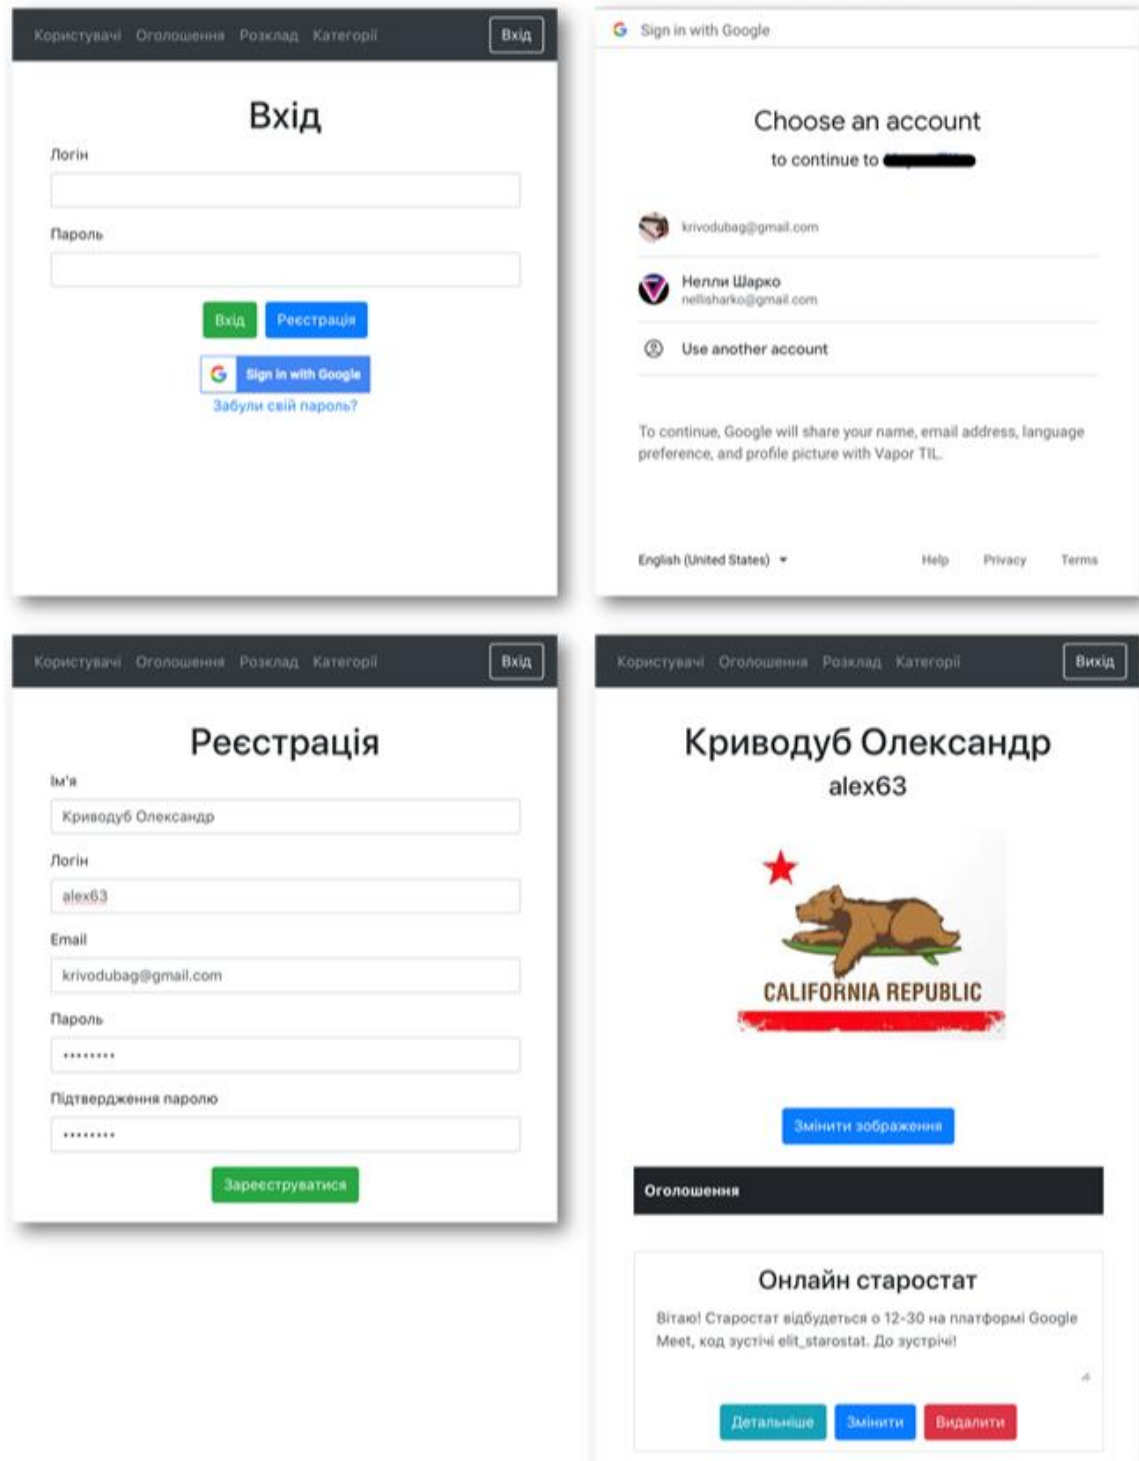 Користувачі Оголошення Розклад Категорії Вхід
Вхід
Логін
Пароль
Вхід Реєстрація
Sign in with Google
Забули свій пароль?
Sign in with Google
Choose an account
to continue to
krivodubag@gmail.com
Нелли Шарко
nellisharko@gmail.com
Use another account
To continue, Google will share your name, email address, language
preference, and profile picture with Vapor TIL.
English (United States) Help Privacy Terms
Користувачі Оголошення Розклад Категорії Вхід
Реєстрація
Ім'я
Криводуб Олександр
Логін
alex63
Email
krivodubag@gmail.com
Пароль
••••••••
Підтвердження паролю
••••••••
Зареєструватися
Користувачі Оголошення Розклад Категорії Вихід
Криводуб Олександр
alex63
CALIFORNIA REPUBLIC
Змінити зображення
Оголошення
Онлайн старостат
Вітаю! Старостат відбудеться о 12-30 на платформі Google
Meet, код зустічі elit_starostat. До зустрічі!
Детальніше Змінити Видалити